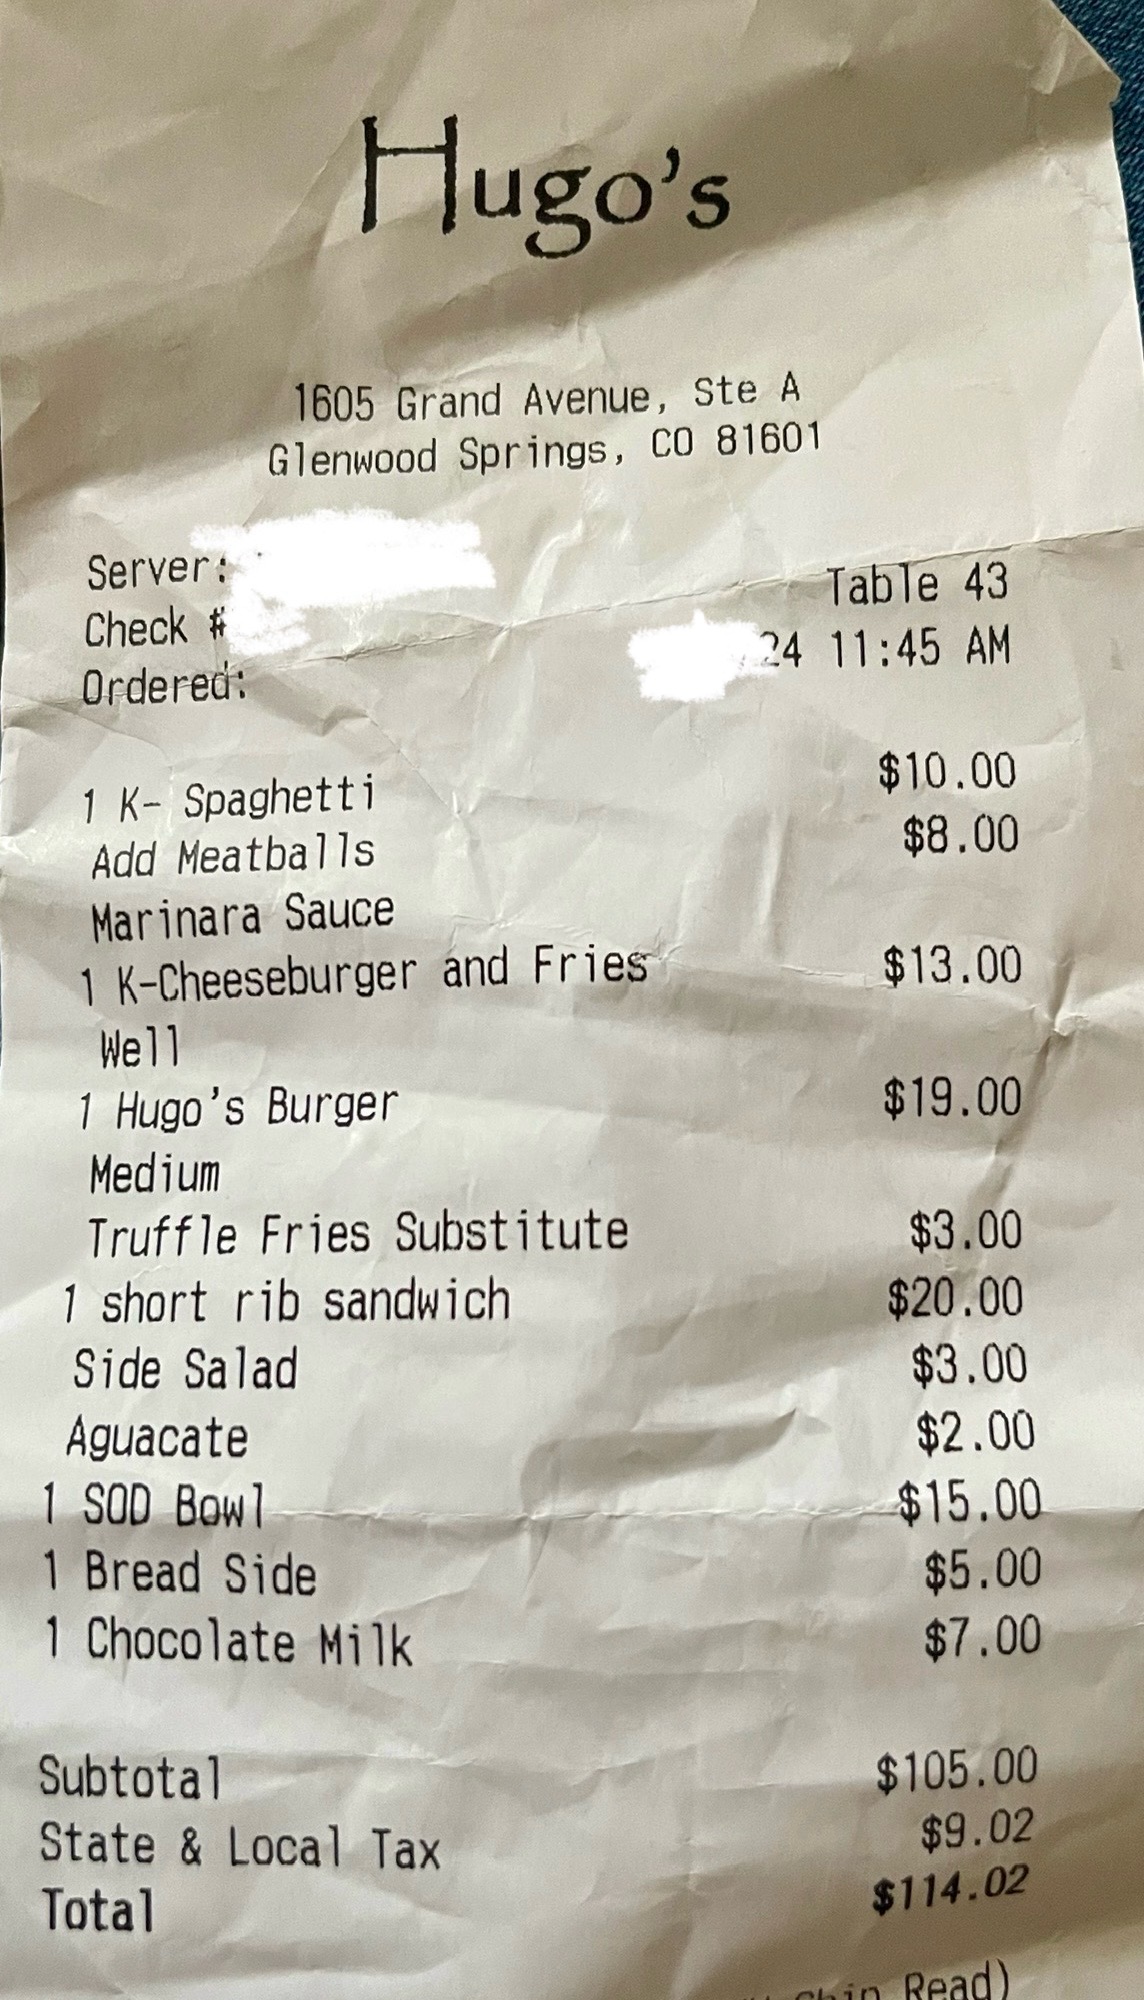 Hugo's
1605 Grand Avenue, Ste A
Glenwood Springs, CO 81601
Server:
Check # Table 43
Ordered: 24 11:45 AM
1 K- Spaghetti $10.00
Add Meatballs $8.00
Marinara Sauce
1 K-Cheeseburger and Fries $13.00
Well
1 Hugo's Burger $19.00
Medium
Truffle Fries Substitute $3.00
1 short rib sandwich $20.00
Side Salad $3.00
Aguacate $2.00
1 SOD Bowl $15.00
1 Bread Side $5.00
1 Chocolate Milk $7.00
Subtotal $105.00
State & Local Tax $9.02
Total $114.02
Chip Read)